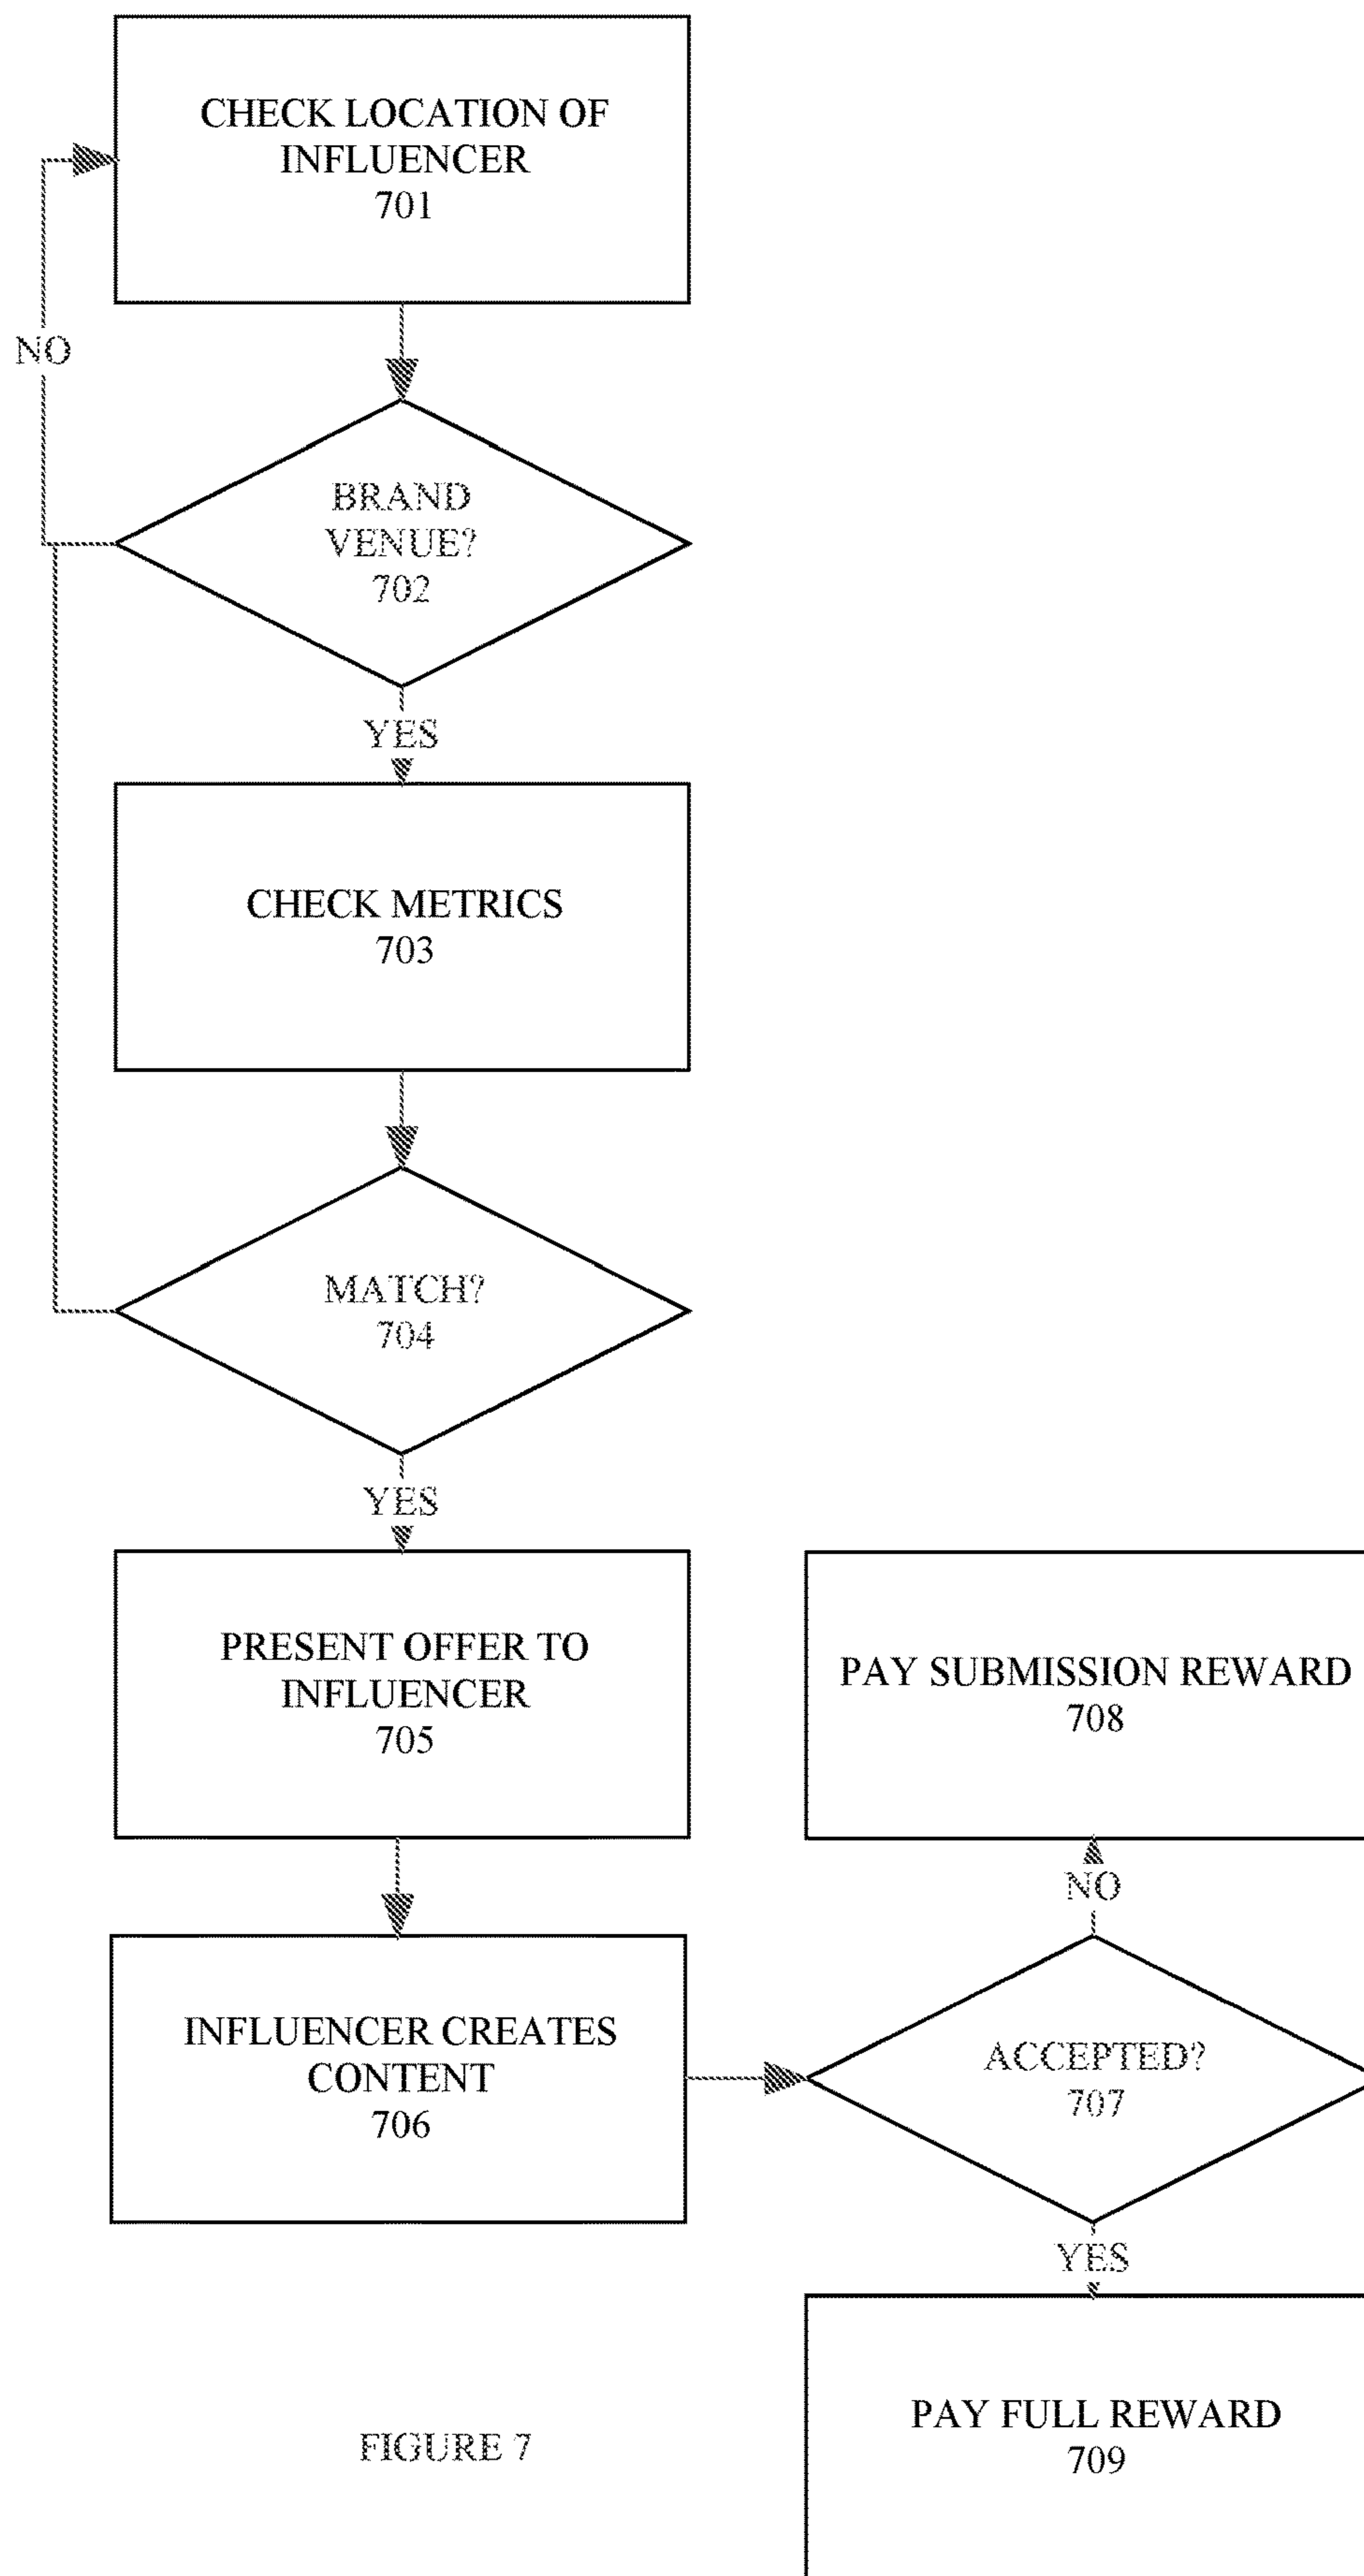 CHECK LOCATION OF
INFLUENCER
701
NO
BRAND
VENUE?
702
YES
CHECK METRICS
703
MATCH?
704
YES
PRESENT OFFER TO
INFLUENCER
705
PAY SUBMISSION REWARD
708
NO
INFLUENCER CREATES
CONTENT
706
ACCEPTED?
707
YES
PAY FULL REWARD
709
FIGURE 7